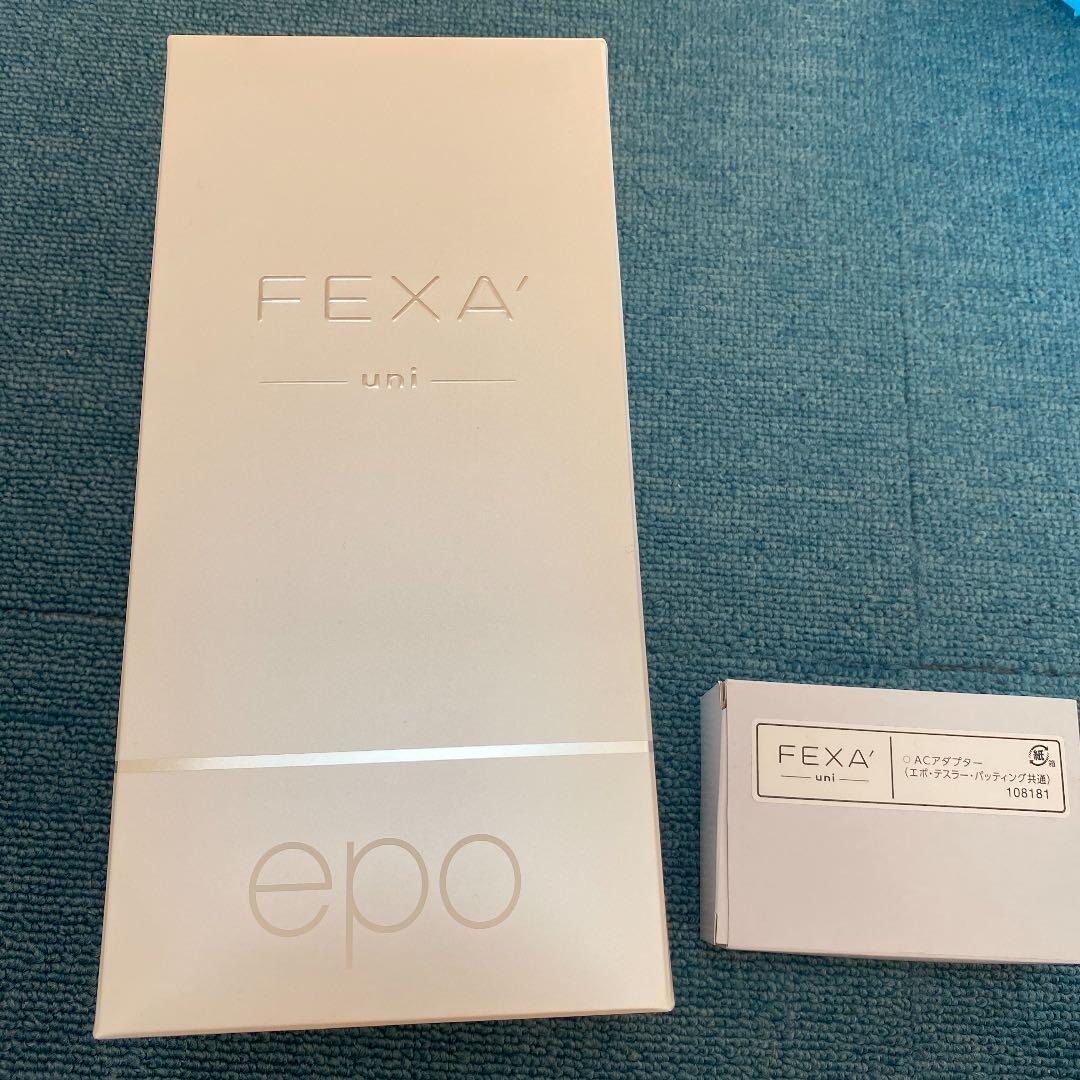 FEXA′
uni
epo
FEXA′
uni
○ ACアダプター
(エポ・テスラー・パッティング共通)
108181
紙
箱